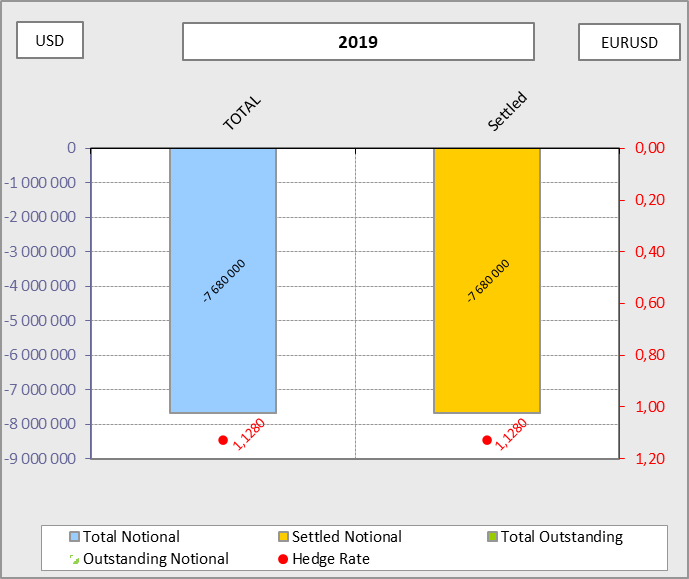 USD
2019
EURUSD
TOTAL
Settled
0
-1 000 000
-2 000 000
-3 000 000
-4 000 000
-5 000 000
-6 000 000
-7 000 000
-8 000 000
-9 000 000
-7 680 000
-7 680 000
1,1280
1,1280
0,00
0,20
0,40
0,60
0,80
1,00
1,20
Total Notional
Settled Notional
Total Outstanding
Outstanding Notional
Hedge Rate